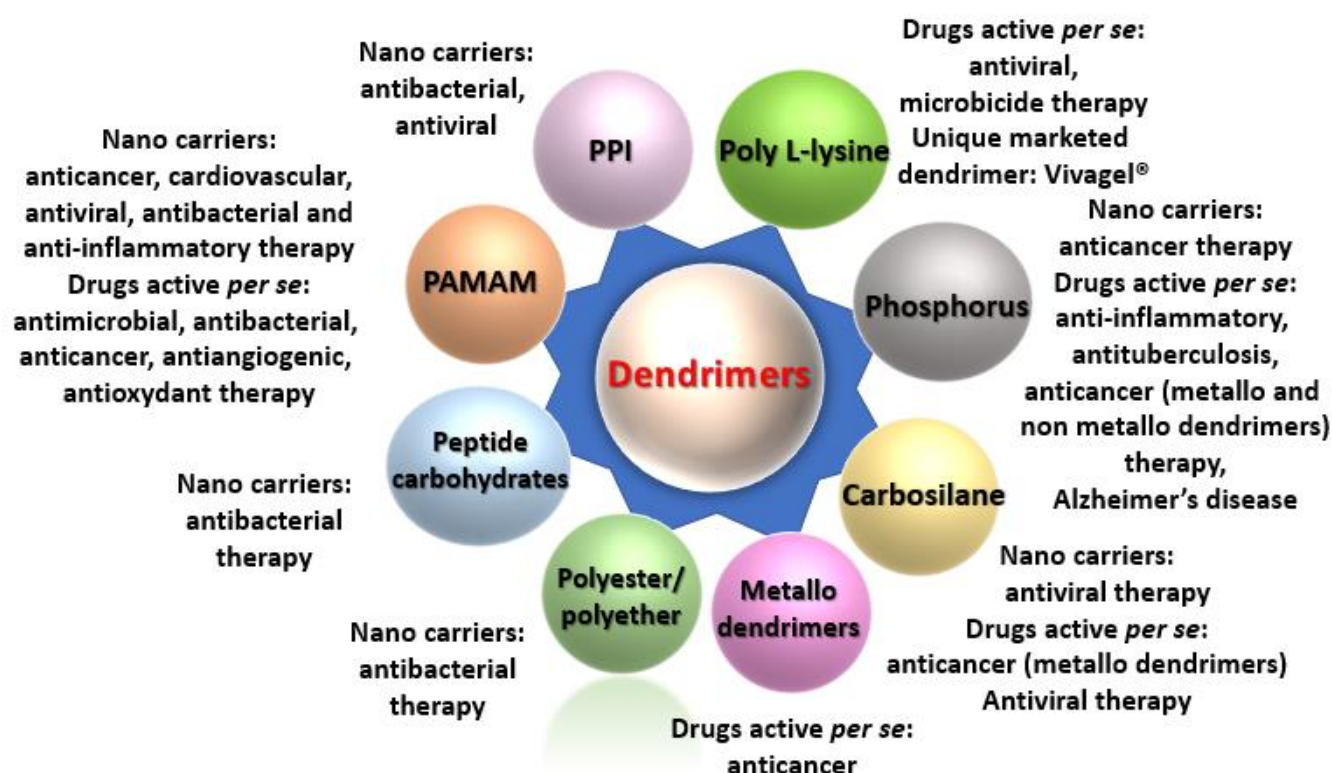 Nano carriers:
antibacterial,
antiviral
PPI
Drugs active per se:
antiviral,
microbicide therapy
Unique marketed
dendrimer: Vivagel®
Poly L-lysine
Nano carriers:
anticancer, cardiovascular,
antiviral, antibacterial and
anti-inflammatory therapy
Drugs active per se:
antimicrobial, antibacterial,
anticancer, antiangiogenic,
antioxydant therapy
PAMAM
Nano carriers:
anticancer therapy
Drugs active per se:
anti-inflammatory,
antituberculosis,
anticancer (metallo and
non metallo dendrimers)
therapy,
Alzheimer's disease
Phosphorus
Dendrimers
Peptide
carbohydrates
Nano carriers:
antibacterial
therapy
Carbosilane
Nano carriers:
antiviral therapy
Drugs active per se:
anticancer (metallo dendrimers)
Antiviral therapy
Polyester/
polyether
Nano carriers:
antibacterial
therapy
Metallo
dendrimers
Drugs active per se:
anticancer